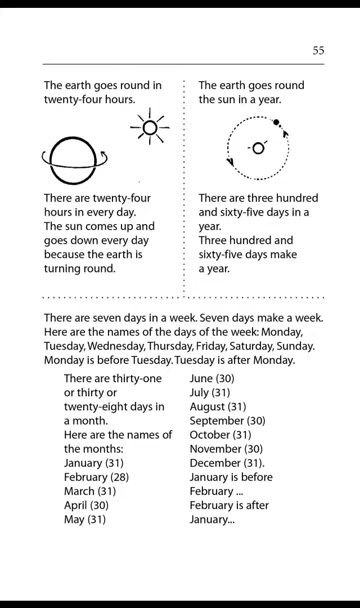 55
The earth goes round in
twenty-four hours.
There are twenty-four
hours in every day.
The sun comes up and
goes down every day
because the earth is
turning round.
The earth goes round
the sun in a year.
There are three hundred
and sixty-five days in a
year.
Three hundred and
sixty-five days make
a year.
There are seven days in a week. Seven days make a week.
Here are the names of the days of the week: Monday,
Tuesday, Wednesday, Thursday, Friday, Saturday, Sunday.
Monday is before Tuesday. Tuesday is after Monday.
There are thirty-one
or thirty or
twenty-eight days in
a month.
Here are the names of
the months:
January (31)
February (28)
March (31)
April (30)
May (31)
June (30)
July (31)
August (31)
September (30)
October (31)
November (30)
December (31).
January is before
February ...
February is after
January...